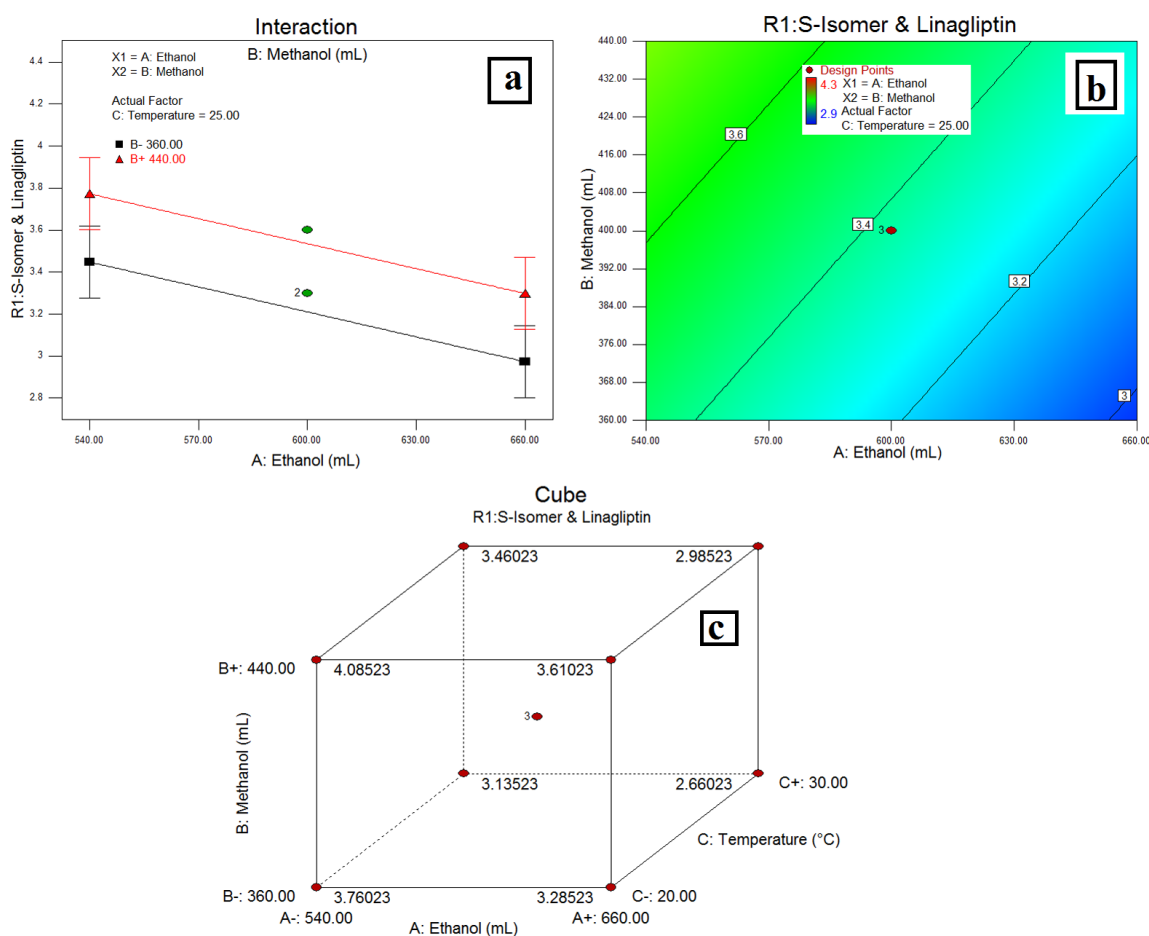 Interaction
B: Methanol (mL)
X1 = A: Ethanol
X2 = B: Methanol
Actual Factor
C: Temperature = 25.00
B- 360.00
B+ 440.00
a
R1:S-Isomer & Linagliptin
4.4
4.2
4
3.8
3.6
3.4
3.2
3
2.8
2
540.00
570.00
600.00
630.00
660.00
A: Ethanol (mL)
R1:S-Isomer & Linagliptin
b
Design Points
4.3
X1 = A: Ethanol
X2 = B: Methanol
2.9
Actual Factor
C: Temperature = 25.00
B: Methanol (mL)
440.00
432.00
424.00
416.00
408.00
400.00
392.00
384.00
376.00
368.00
360.00
3.6
3.4
3
3.2
3
540.00
570.00
600.00
630.00
660.00
A: Ethanol (mL)
Cube
R1:S-Isomer & Linagliptin
c
3.46023
2.98523
B+: 440.00
4.08523
3.61023
3
B: Methanol (mL)
3.13523
2.66023
C+: 30.00
C: Temperature (°C)
B-: 360.00
3.76023
3.28523
C-: 20.00
A-: 540.00
A: Ethanol (mL)
A+: 660.00